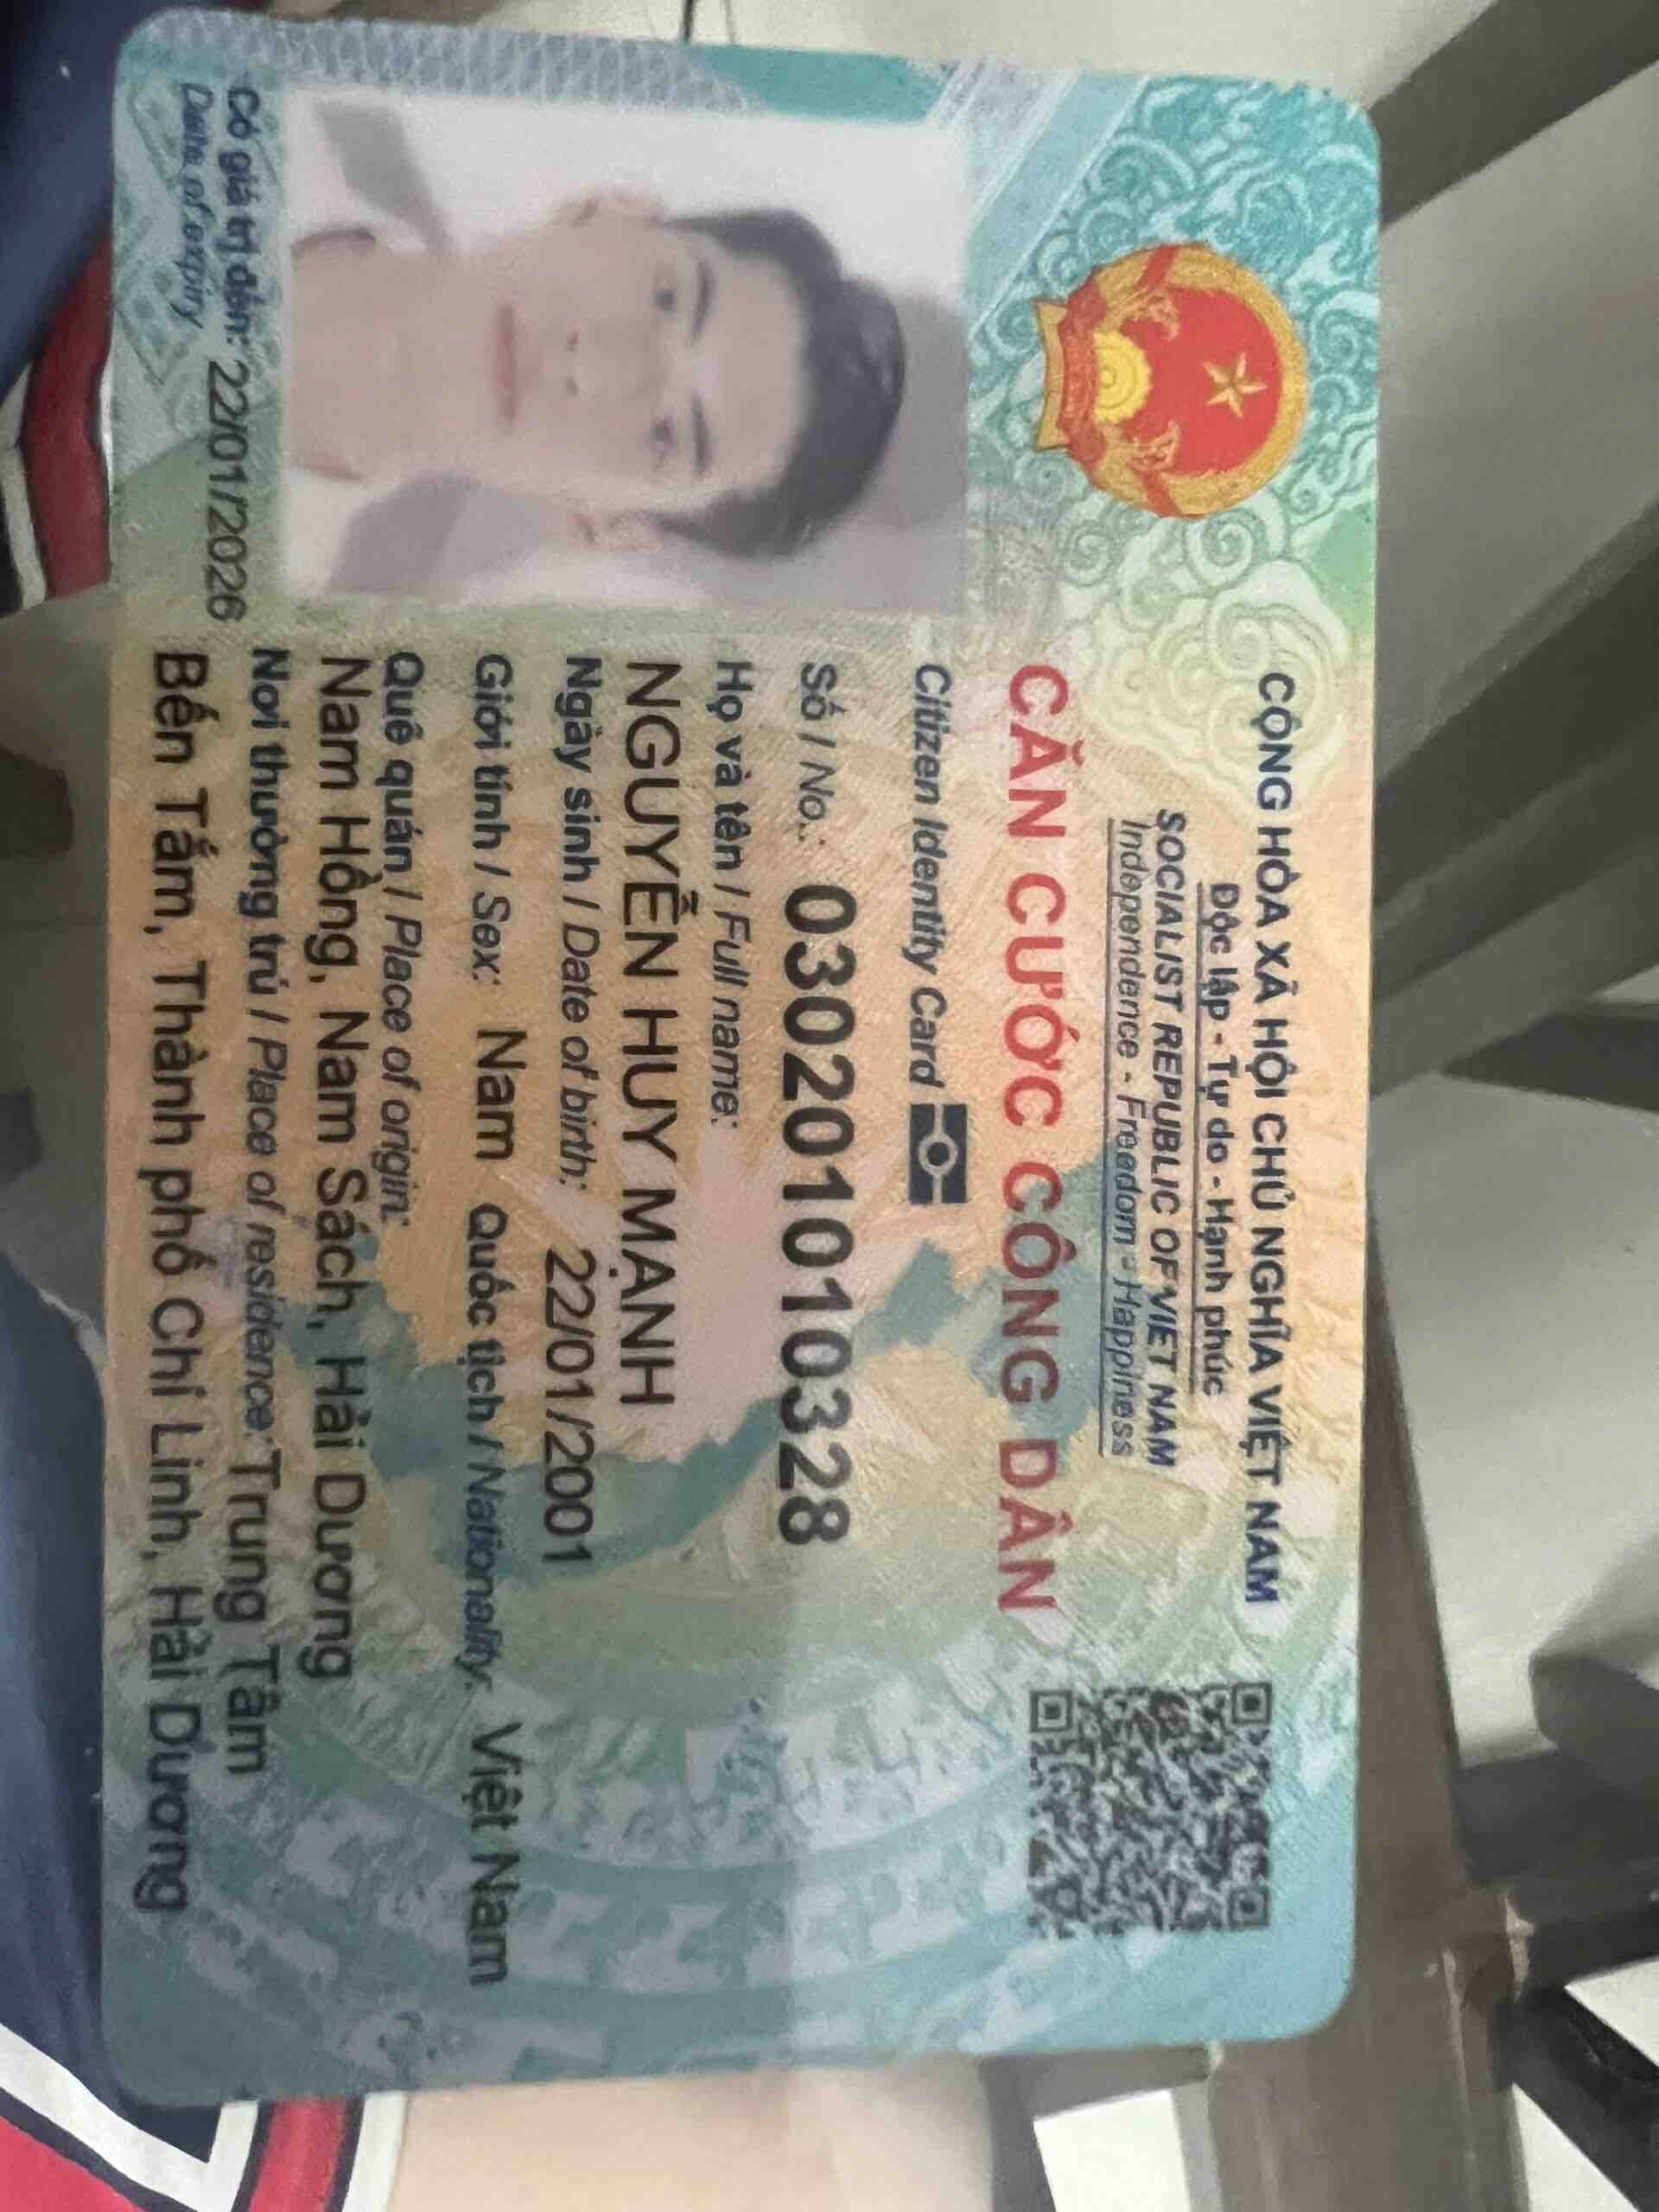 CỘNG HÒA XÃ HỘI CHỦ NGHĨA VIỆT NAM
Độc lập - Tự do - Hạnh phúc
SOCIALIST REPUBLIC OF VIET NAM
Independence - Freedom - Happiness
CĂN CƯỚC CÔNG DÂN
Citizen Identity Card
Số / No.: 030201010328
Họ và tên / Full name:
NGUYỄN HUY MẠNH
Ngày sinh / Date of birth: 22/01/2001
Giới tính / Sex: Nam Quốc tịch / Nationality: Việt Nam
Quê quán / Place of origin:
Nam Hồng, Nam Sách, Hải Dương
Nơi thường trú / Place of residence: Trung Tâm
Bến Tắm, Thành phố Chí Linh, Hải Dương
Có giá trị đến: 22/01/2026
Date of expiry